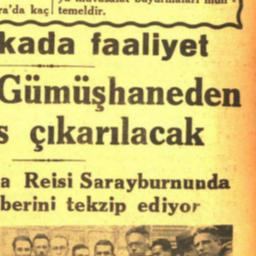 ra'da kaç
temeldir.
kada faaliyet
Gümüşhaneden
s çıkarılacak
a Reisi Sarayburnunda
berini tekzip ediyor